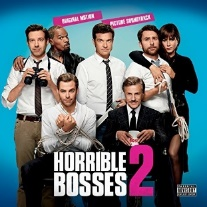 ORIGINAL MOTION
PICTURE SOUNDTRACK
HORRIBLE
BOSSES 2
PARENTAL
ADVISORY
EXPLICIT CONTENT